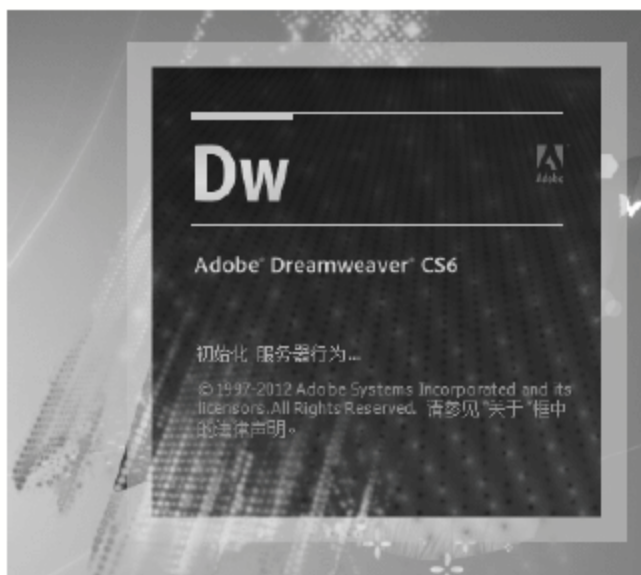 Dw
Adobe
Adobe® Dreamweaver® CS6
初始化 服务器行为...
© 1997-2012 Adobe Systems Incorporated and its
licensors. All Rights Reserved. 请参见"关于"框中
的法律声明。